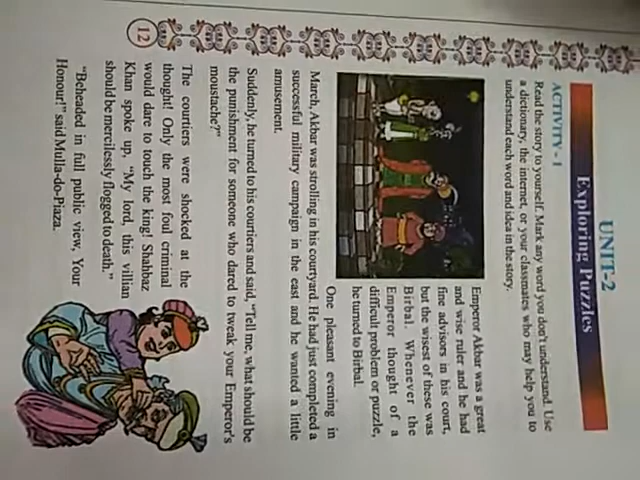 UNIT-2
Exploring Puzzles
ACTIVITY - 1
Read the story to yourself. Mark any word you don't understand. Use
a dictionary, the internet, or your classmates who may help you to
understand each word and idea in the story.
Emperor Akbar was a great
and wise ruler and he had
fine advisors in his court,
but the wisest of these was
Birbal. Whenever the
Emperor thought of a
difficult problem or puzzle,
he turned to Birbal.
One pleasant evening in
March, Akbar was strolling in his courtyard. He had just completed a
successful military campaign in the east and he wanted a little
amusement.
Suddenly, he turned to his courtiers and said, "Tell me, what should be
the punishment for someone who dared to tweak your Emperor's
moustache?"
The courtiers were shocked at the
thought! Only the most foul criminal
would dare to touch the king! Shahbaz
Khan spoke up, "My lord, this villian
should be mercilessly flogged to death."
"Beheaded in full public view, Your
Honour!" said Mulla-do-Piaza.
12